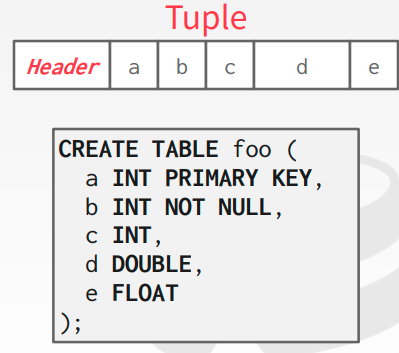 Tuple
Header a b c d e
CREATE TABLE foo (
a INT PRIMARY KEY,
b INT NOT NULL,
c INT,
d DOUBLE,
e FLOAT
);